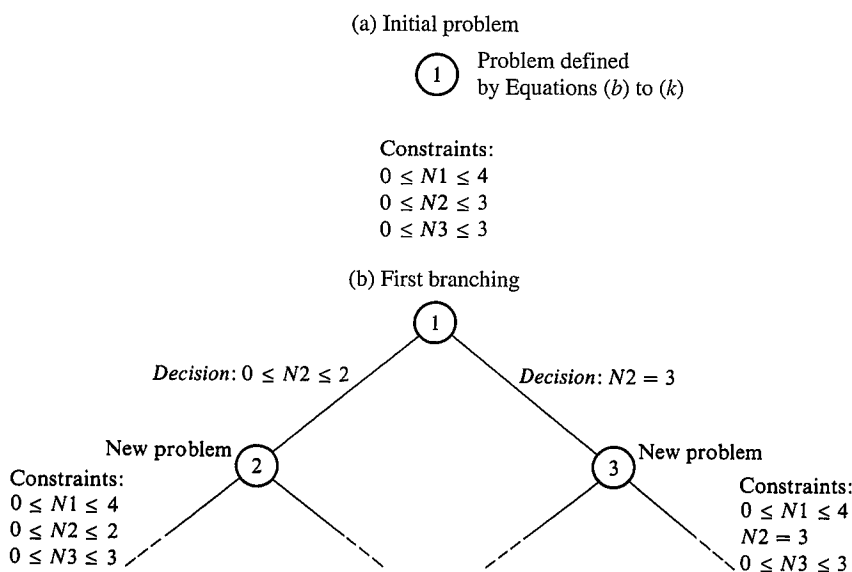 (a) Initial problem
1
Problem defined
by Equations (b) to (k)
Constraints:
0 ≤ N1 ≤ 4
0 ≤ N2 ≤ 3
0 ≤ N3 ≤ 3
(b) First branching
1
Decision: 0 ≤ N2 ≤ 2
Decision: N2 = 3
New problem
2
3
New problem
Constraints:
0 ≤ N1 ≤ 4
0 ≤ N2 ≤ 2
0 ≤ N3 ≤ 3
Constraints:
0 ≤ N1 ≤ 4
N2 = 3
0 ≤ N3 ≤ 3